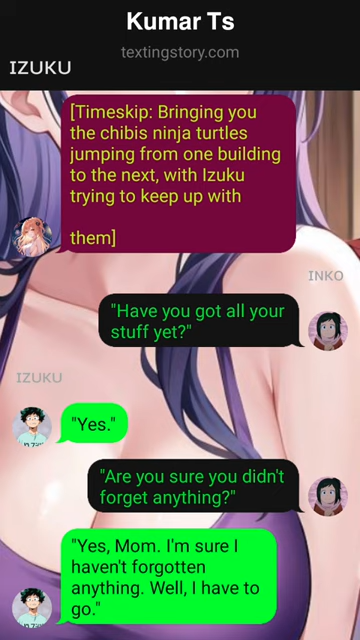 Kumar Ts
textingstory.com
IZUKU
[Timeskip: Bringing you
the chibis ninja turtles
jumping from one building
to the next, with Izuku
trying to keep up with
them]
INKO
"Have you got all your
stuff yet?"
IZUKU
"Yes."
"Are you sure you didn't
forget anything?"
"Yes, Mom. I'm sure I
haven't forgotten
anything. Well, I have to
go."